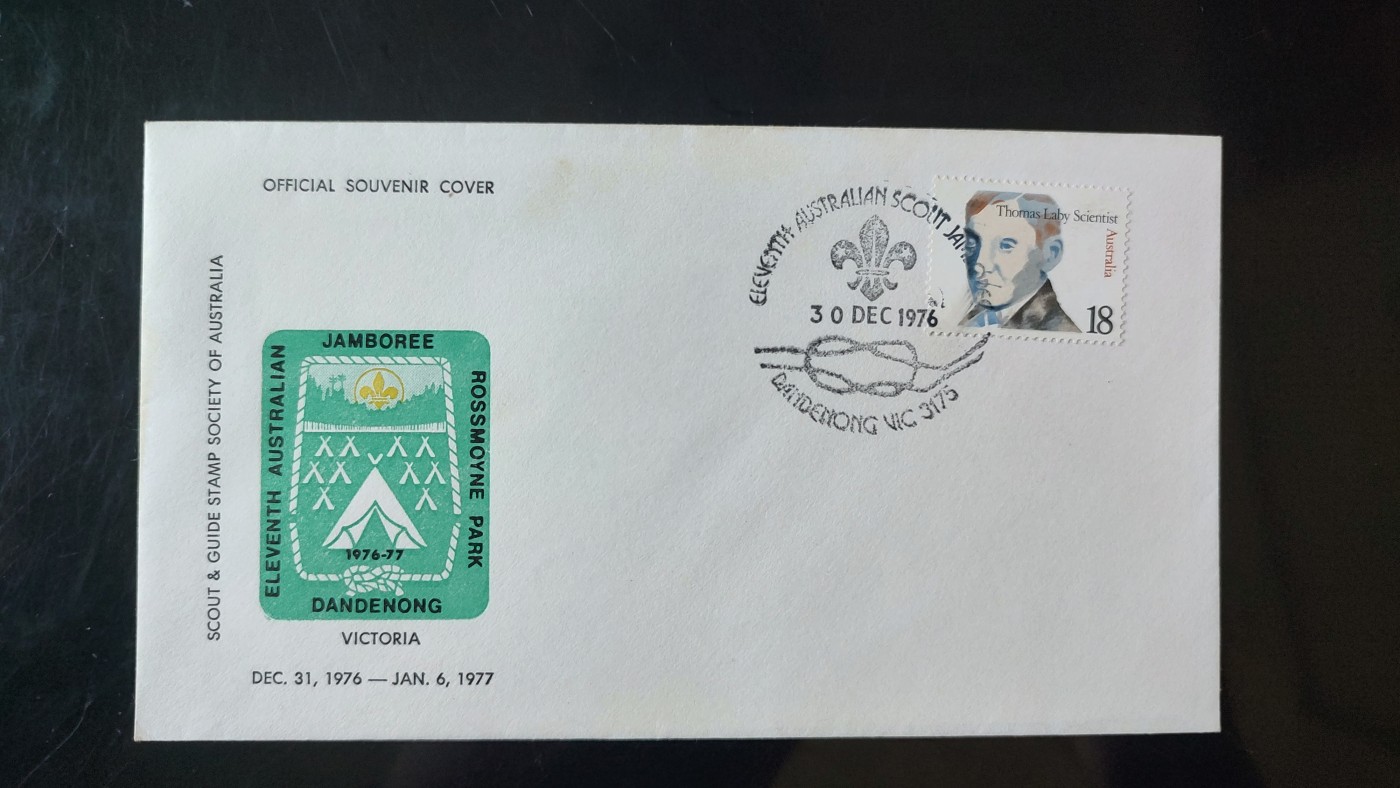 OFFICIAL SOUVENIR COVER
SCOUT & GUIDE STAMP SOCIETY OF AUSTRALIA
ELEVENTH AUSTRALIAN
JAMBOREE
ROSSMOYNE PARK
1976-77
DANDENONG
VICTORIA
DEC. 31, 1976 — JAN. 6, 1977
ELEVENTH AUSTRALIAN SCOUT
30 DEC 1976
DANDENONG VIC 3175
Thomas Laby Scientist
Australia
18